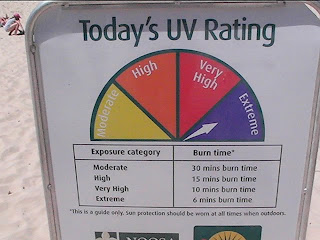 Today's UV Rating
Moderate
High
Very
High
Extreme
Exposure category Burn time*
Moderate 30 mins burn time
High 15 mins burn time
Very High 10 mins burn time
Extreme 6 mins burn time
*This is a guide only. Sun protection should be worn at all times when outdoors.
NOOSA